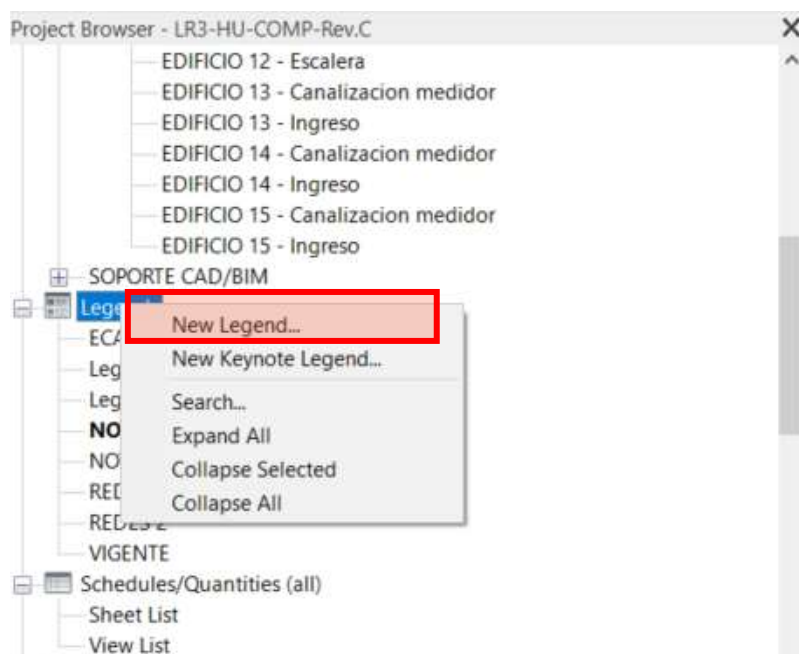 Project Browser - LR3-HU-COMP-Rev.C
EDIFICIO 12 - Escalera
EDIFICIO 13 - Canalizacion medidor
EDIFICIO 13 - Ingreso
EDIFICIO 14 - Canalizacion medidor
EDIFICIO 14 - Ingreso
EDIFICIO 15 - Canalizacion medidor
EDIFICIO 15 - Ingreso
SOPORTE CAD/BIM
New Legend...
New Keynote Legend...
Search...
Expand All
Collapse Selected
Collapse All
VIGENTE
Schedules/Quantities (all)
Sheet List
View List